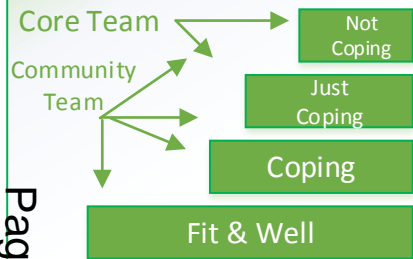 Core Team
Not
Coping
Community
Team
Just
Coping
Coping
Fit & Well
Pag